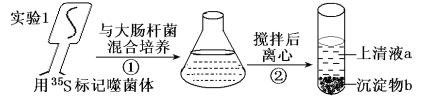 实验1
与大肠杆菌
混合培养
①
用³⁵S标记噬菌体
搅拌后
离心
②
上清液a
沉淀物b